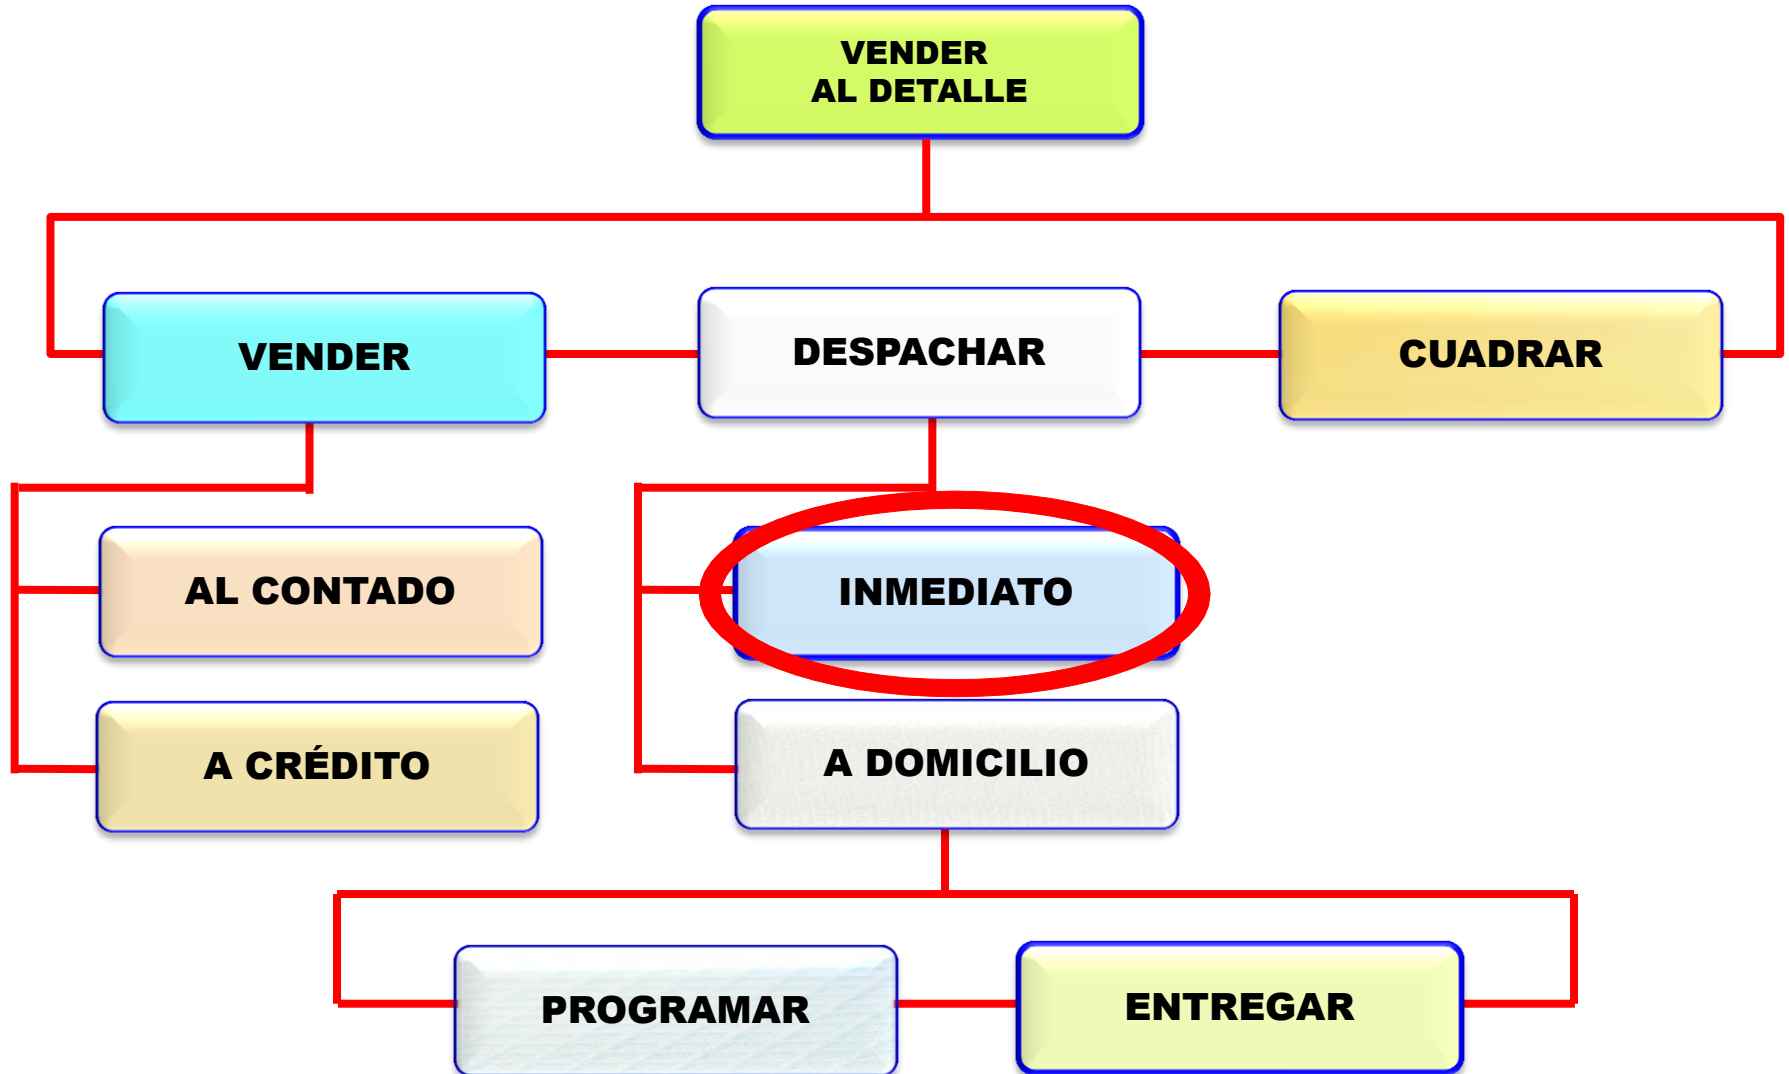 VENDER
AL DETALLE
VENDER
DESPACHAR
CUADRAR
AL CONTADO
INMEDIATO
A CRÉDITO
A DOMICILIO
PROGRAMAR
ENTREGAR